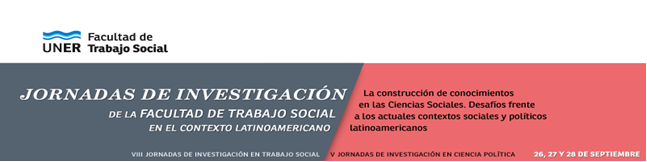 Facultad de
UNER Trabajo Social
JORNADAS DE INVESTIGACIÓN
DE LA FACULTAD DE TRABAJO SOCIAL
EN EL CONTEXTO LATINOAMERICANO
La construcción de conocimientos
en las Ciencias Sociales. Desafíos frente
a los actuales contextos sociales y políticos
latinoamericanos
VIII JORNADAS DE INVESTIGACIÓN EN TRABAJO SOCIAL
V JORNADAS DE INVESTIGACIÓN EN CIENCIA POLÍTICA
26, 27 Y 28 DE SEPTIEMBRE